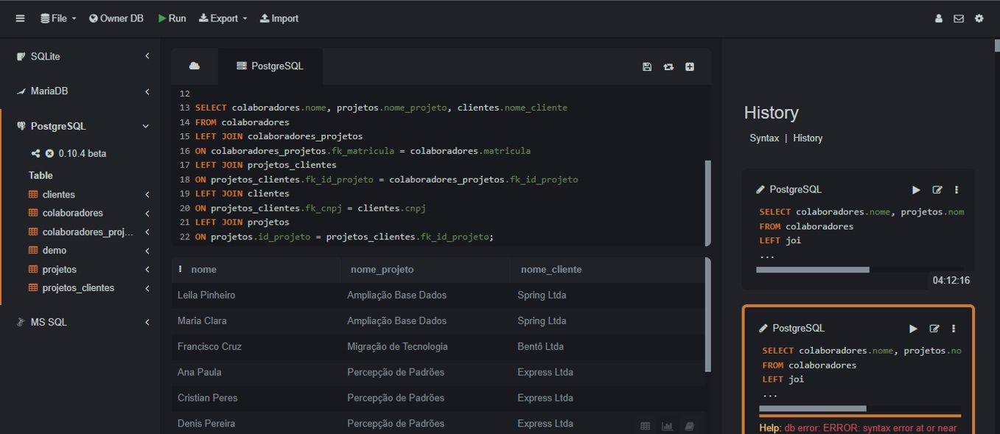 File Owner DB Run Export Import
SQLite
MariaDB
PostgreSQL
0.10.4 beta
Table
clientes
colaboradores
colaboradores_proj...
demo
projetos
projetos_clientes
MS SQL
PostgreSQL
12
13 SELECT colaboradores.nome, projetos.nome_projeto, clientes.nome_cliente
14 FROM colaboradores
15 LEFT JOIN colaboradores_projetos
16 ON colaboradores_projetos.fk_matricula = colaboradores.matricula
17 LEFT JOIN projetos_clientes
18 ON projetos_clientes.fk_id_projeto = colaboradores_projetos.fk_id_projeto
19 LEFT JOIN clientes
20 ON projetos_clientes.fk_cnpj = clientes.cnpj
21 LEFT JOIN projetos
22 ON projetos.id_projeto = projetos_clientes.fk_id_projeto;
nome nome_projeto nome_cliente
Leila Pinheiro Ampliação Base Dados Spring Ltda
Maria Clara Ampliação Base Dados Spring Ltda
Francisco Cruz Migração de Tecnologia Bentô Ltda
Ana Paula Percepção de Padrões Express Ltda
Cristian Peres Percepção de Padrões Express Ltda
Denis Pereira Percepção de Padrões Express Ltda
History
Syntax | History
PostgreSQL
SELECT colaboradores.nome, projetos.nom
FROM colaboradores
LEFT joi
...
04:12:16
PostgreSQL
SELECT colaboradores.nome, projetos.no
FROM colaboradores
LEFT joi
...
Help: db error: ERROR: syntax error at or near